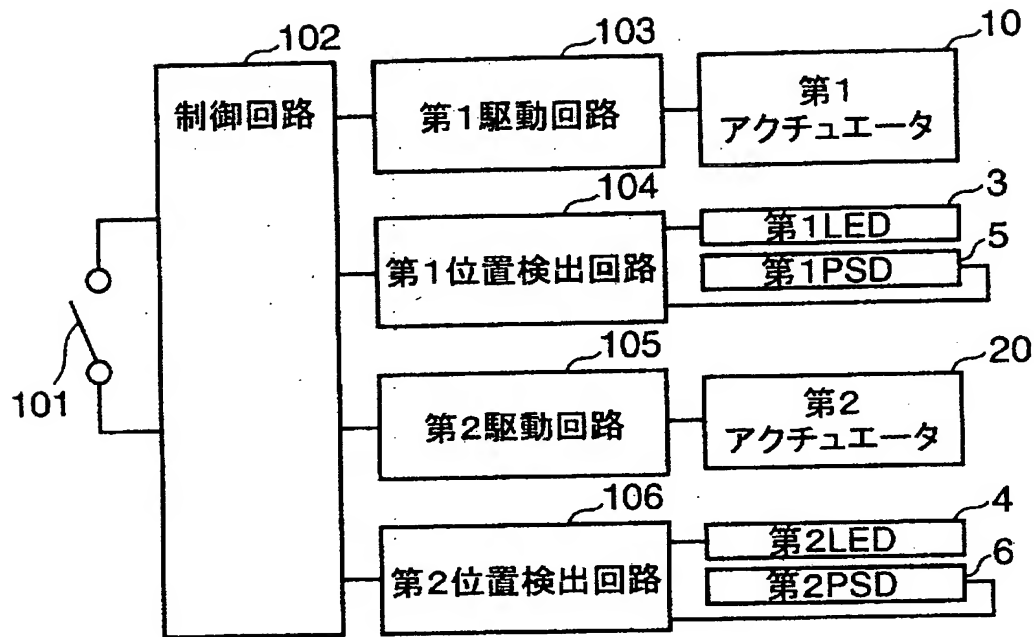 102
103
10
制御回路
第1駆動回路
第1
アクチュエータ
104
3
第1LED
5
第1位置検出回路
第1PSD
101
105
20
第2駆動回路
第2
アクチュエータ
106
4
第2LED
6
第2位置検出回路
第2PSD